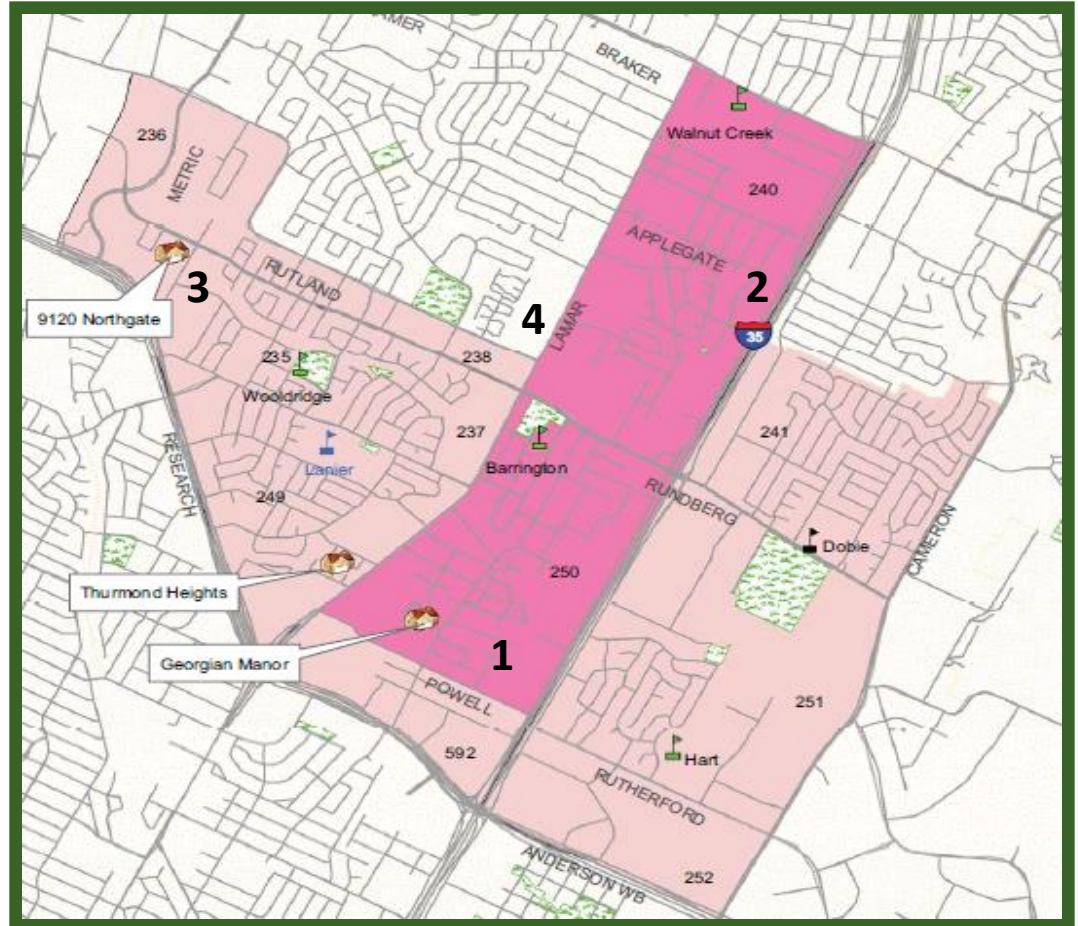 AMER
BRAKER
Walnut Creek
236
METRIC
240
APPLEGATE
3
2
RUTLAND
9120 Northgate
4
LAMAR
35
235
238
Wooldridge
237
241
Barrington
Lanier
RESEARCH
249
RUNDBERG
CAMERON
Dobie
250
Thurmond Heights
1
Georgian Manor
POWELL
251
592
Hart
RUTHERFORD
ANDERSON WB
252